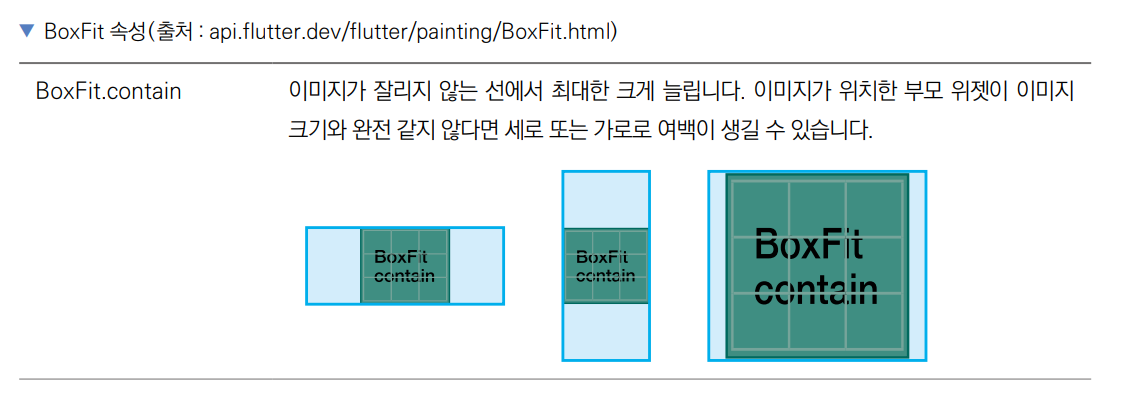 ▼ BoxFit 속성(출처 : api.flutter.dev/flutter/painting/BoxFit.html)
BoxFit.contain
이미지가 잘리지 않는 선에서 최대한 크게 늘립니다. 이미지가 위치한 부모 위젯이 이미지
크기와 완전 같지 않다면 세로 또는 가로로 여백이 생길 수 있습니다.
BoxFit
contain
BoxFit
contain
BoxFit
contain